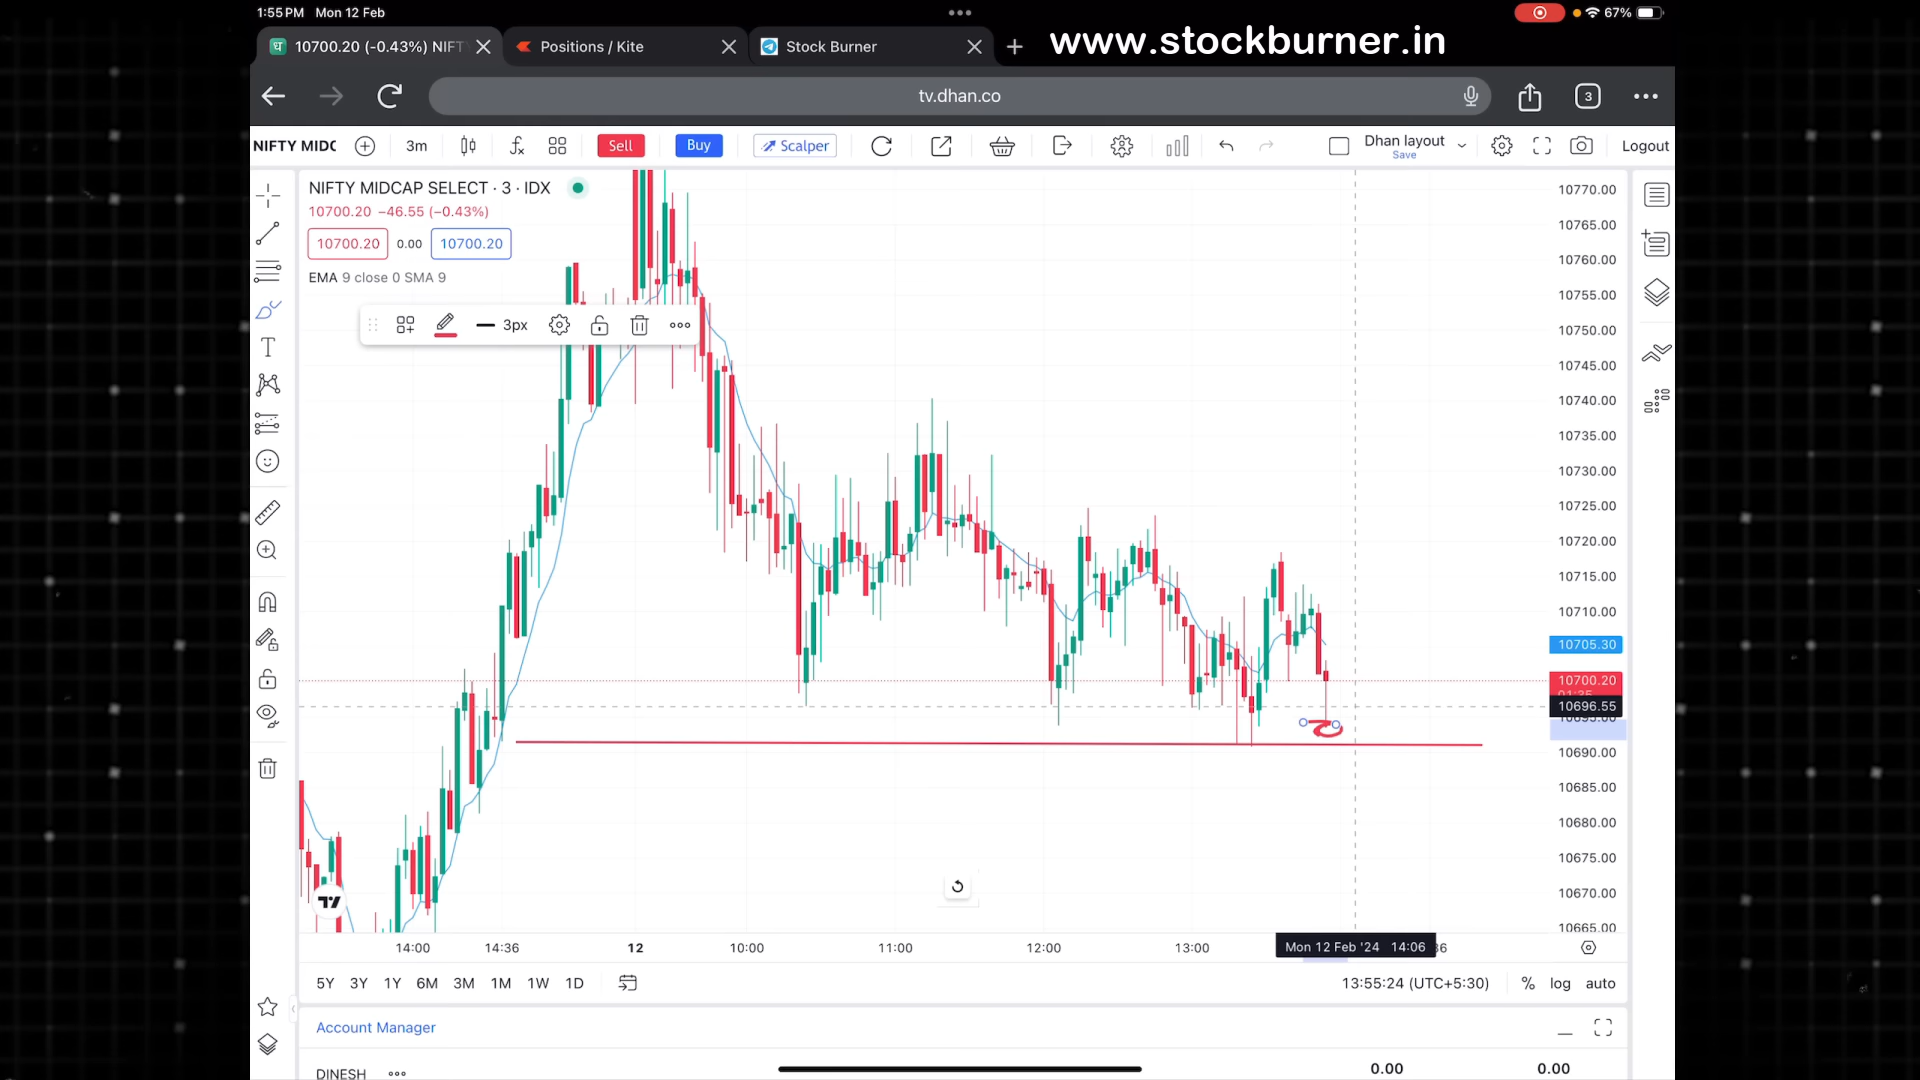 1:55 PM Mon 12 Feb
67%
www.stockburner.in
10700.20 (-0.43%) NIFT
Positions / Kite
Stock Burner
tv.dhan.co
3
NIFTY MIDC
3m
Sell
Buy
Scalper
Dhan layout
Save
Logout
NIFTY MIDCAP SELECT · 3 · IDX
10700.20 −46.55 (−0.43%)
10700.20 0.00 10700.20
EMA 9 close 0 SMA 9
3px
10770.00
10765.00
10760.00
10755.00
10750.00
10745.00
10740.00
10735.00
10730.00
10725.00
10720.00
10715.00
10710.00
10705.30
10700.20
01:35
10696.55
10695.00
10690.00
10685.00
10680.00
10675.00
10670.00
10665.00
14:00 14:36 12 10:00 11:00 12:00 13:00 Mon 12 Feb '24 14:06
5Y 3Y 1Y 6M 3M 1M 1W 1D
13:55:24 (UTC+5:30) % log auto
Account Manager
DINESH 0.00 0.00